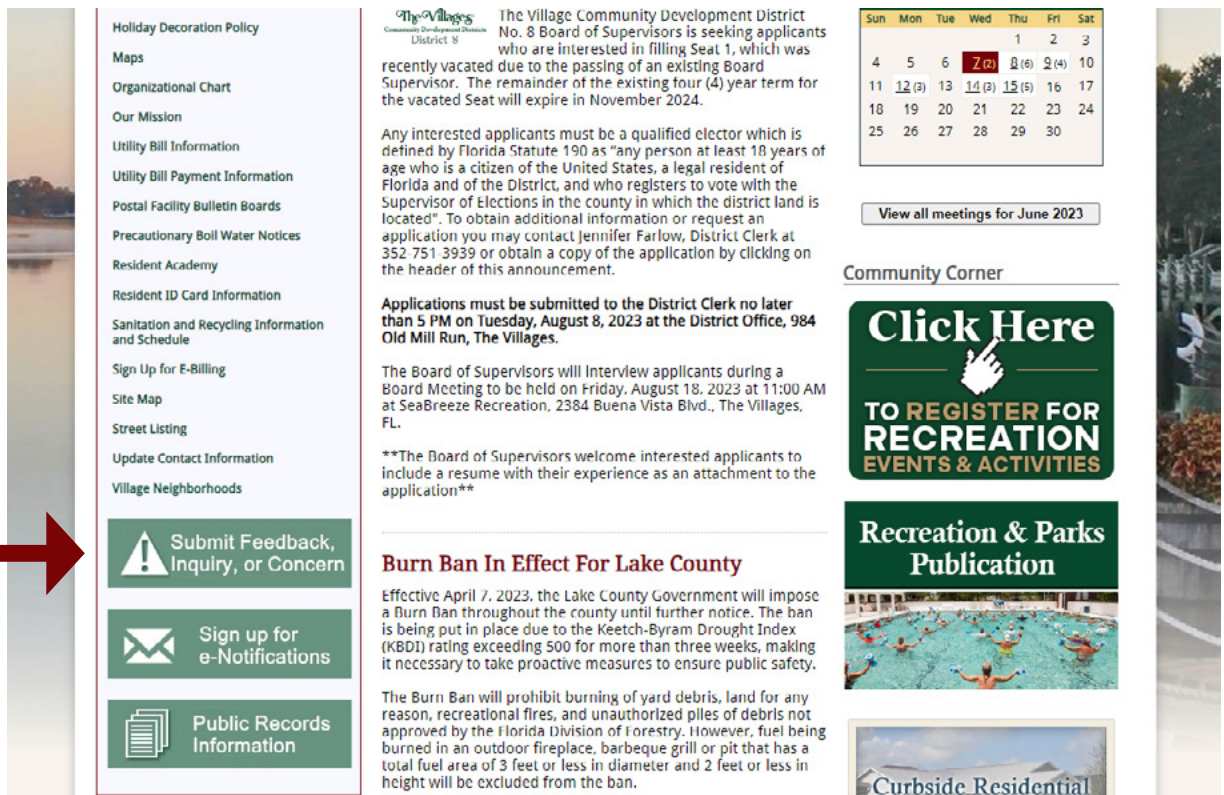 Holiday Decoration Policy
Maps
Organizational Chart
Our Mission
Utility Bill Information
Utility Bill Payment Information
Postal Facility Bulletin Boards
Precautionary Boil Water Notices
Resident Academy
Resident ID Card Information
Sanitation and Recycling Information
and Schedule
Sign Up for E-Billing
Site Map
Street Listing
Update Contact Information
Village Neighborhoods
Submit Feedback,
Inquiry, or Concern
Sign up for
e-Notifications
Public Records
Information
The Villages
Community Development Districts
District 8
The Village Community Development District
No. 8 Board of Supervisors is seeking applicants
who are interested in filling Seat 1, which was
recently vacated due to the passing of an existing Board
Supervisor. The remainder of the existing four (4) year term for
the vacated Seat will expire in November 2024.
Any interested applicants must be a qualified elector which is
defined by Florida Statute 190 as "any person at least 18 years of
age who is a citizen of the United States, a legal resident of
Florida and of the District, and who registers to vote with the
Supervisor of Elections in the county in which the district land is
located". To obtain additional information or request an
application you may contact Jennifer Farlow, District Clerk at
352-751-3939 or obtain a copy of the application by clicking on
the header of this announcement.
Applications must be submitted to the District Clerk no later
than 5 PM on Tuesday, August 8, 2023 at the District Office, 984
Old Mill Run, The Villages.
The Board of Supervisors will interview applicants during a
Board Meeting to be held on Friday, August 18, 2023 at 11:00 AM
at SeaBreeze Recreation, 2384 Buena Vista Blvd., The Villages,
FL.
**The Board of Supervisors welcome interested applicants to
include a resume with their experience as an attachment to the
application**
Burn Ban In Effect For Lake County
Effective April 7, 2023, the Lake County Government will impose
a Burn Ban throughout the county until further notice. The ban
is being put in place due to the Keetch-Byram Drought Index
(KBDI) rating exceeding 500 for more than three weeks, making
it necessary to take proactive measures to ensure public safety.
The Burn Ban will prohibit burning of yard debris, land for any
reason, recreational fires, and unauthorized piles of debris not
approved by the Florida Division of Forestry. However, fuel being
burned in an outdoor fireplace, barbeque grill or pit that has a
total fuel area of 3 feet or less in diameter and 2 feet or less in
height will be excluded from the ban.
Sun Mon Tue Wed Thu Fri Sat
1 2 3
4 5 6 7 (2) 8 (6) 9 (4) 10
11 12 (3) 13 14 (3) 15 (5) 16 17
18 19 20 21 22 23 24
25 26 27 28 29 30
View all meetings for June 2023
Community Corner
Click Here
TO REGISTER FOR
RECREATION
EVENTS & ACTIVITIES
Recreation & Parks
Publication
Curbside Residential